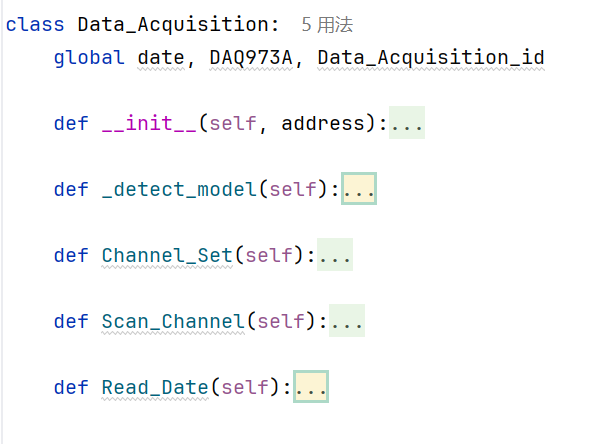 class Data_Acquisition:  5 用法
    global date, DAQ973A, Data_Acquisition_id
    def __init__(self, address):...
    def _detect_model(self):...
    def Channel_Set(self):...
    def Scan_Channel(self):...
    def Read_Date(self):...